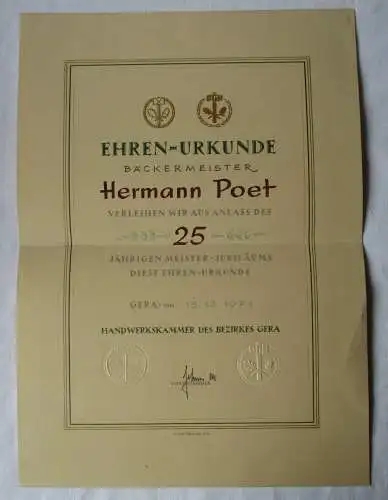 EHREN-URKUNDE
BÄCKERMEISTER
Hermann Poet
VERLEIHEN WIR AUS ANLASS DES
25
JÄHRIGEN MEISTER-JUBILÄUMS
DIESE EHREN-URKUNDE
GERA
HANDWERKSKAMMER DES BEZIRKES GERA